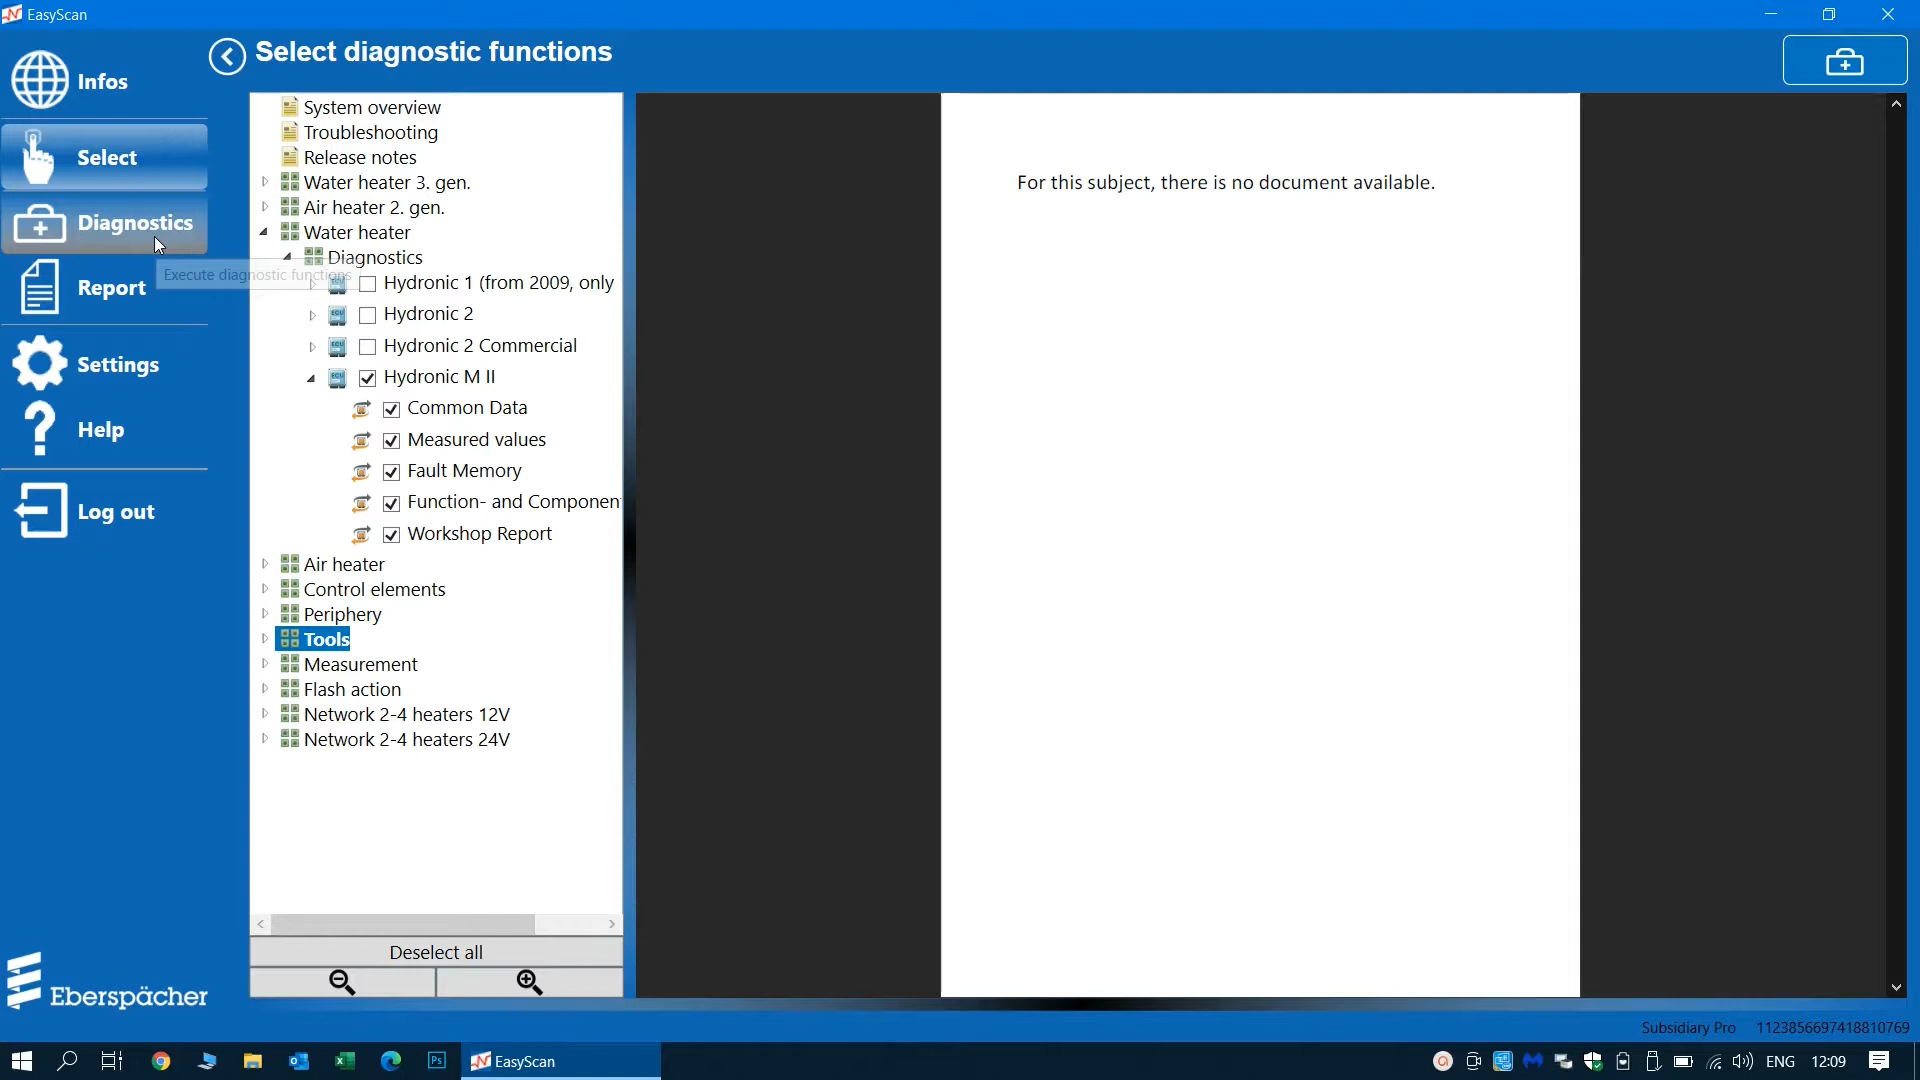 EasyScan
Select diagnostic functions
Infos
Select
Diagnostics
Report
Settings
Help
Log out
Execute diagnostic functions
System overview
Troubleshooting
Release notes
Water heater 3. gen.
Air heater 2. gen.
Water heater
Diagnostics
Hydronic 1 (from 2009, only
Hydronic 2
Hydronic 2 Commercial
Hydronic M II
Common Data
Measured values
Fault Memory
Function- and Componen
Workshop Report
Air heater
Control elements
Periphery
Tools
Measurement
Flash action
Network 2-4 heaters 12V
Network 2-4 heaters 24V
Deselect all
For this subject, there is no document available.
Eberspächer
Subsidiary Pro 1123856697418810769
EasyScan
ENG 12:09